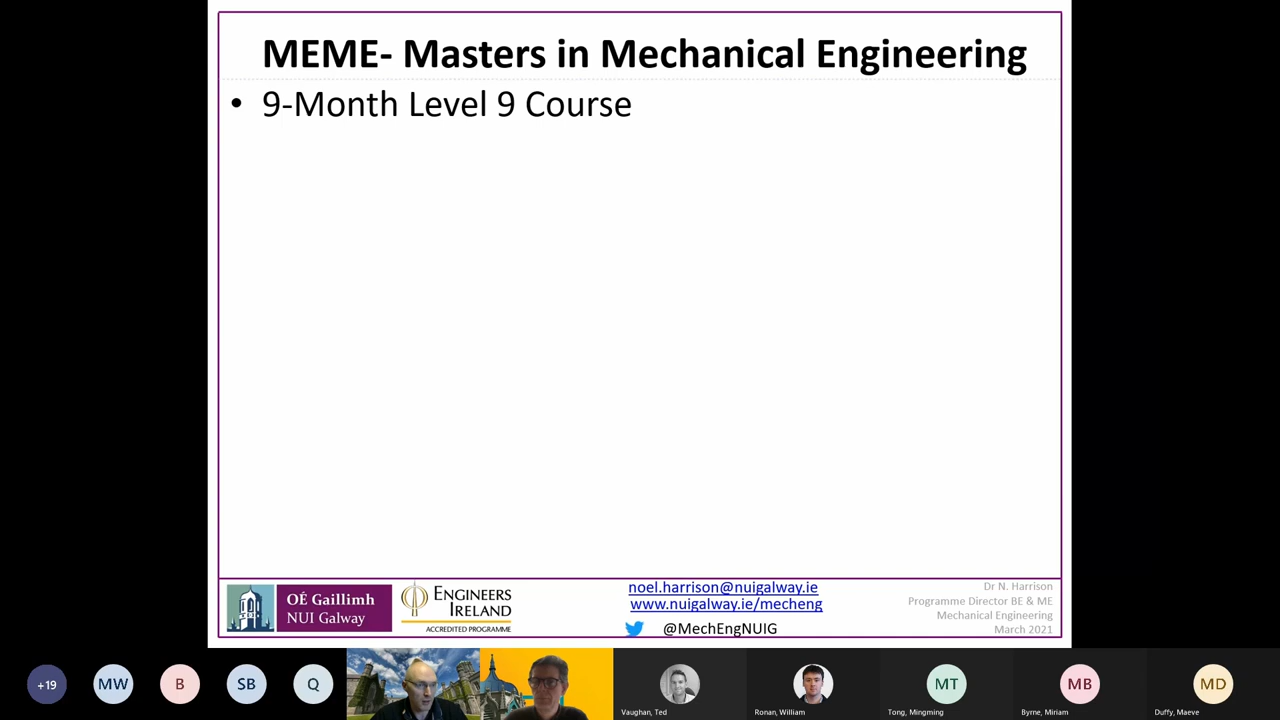 MEME- Masters in Mechanical Engineering
• 9-Month Level 9 Course
OÉ Gaillimh
NUI Galway
ENGINEERS
IRELAND
ACCREDITED PROGRAMME
noel.harrison@nuigalway.ie
www.nuigalway.ie/mecheng
@MechEngNUIG
Dr N. Harrison
Programme Director BE & ME
Mechanical Engineering
March 2021
+19
MW
B
SB
Q
Vaughan, Ted
Ronan, William
MT
Tong, Mingming
MB
Byrne, Miriam
MD
Duffy, Maeve